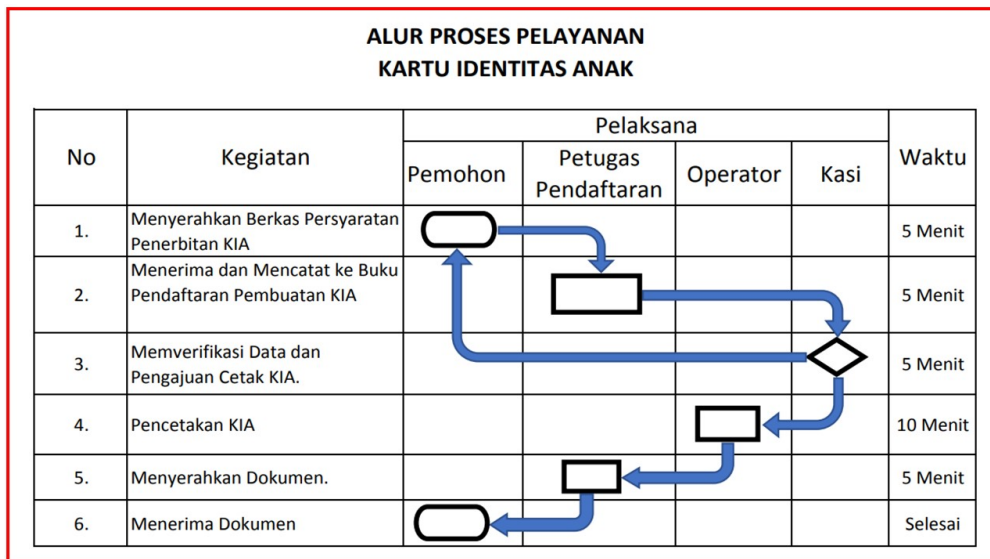 ALUR PROSES PELAYANAN
KARTU IDENTITAS ANAK
No
Kegiatan
Pelaksana
Waktu
Pemohon
Petugas
Pendaftaran
Operator
Kasi
1.
Menyerahkan Berkas Persyaratan
Penerbitan KIA
5 Menit
2.
Menerima dan Mencatat ke Buku
Pendaftaran Pembuatan KIA
5 Menit
3.
Memverifikasi Data dan
Pengajuan Cetak KIA.
5 Menit
4.
Pencetakan KIA
10 Menit
5.
Menyerahkan Dokumen.
5 Menit
6.
Menerima Dokumen
Selesai